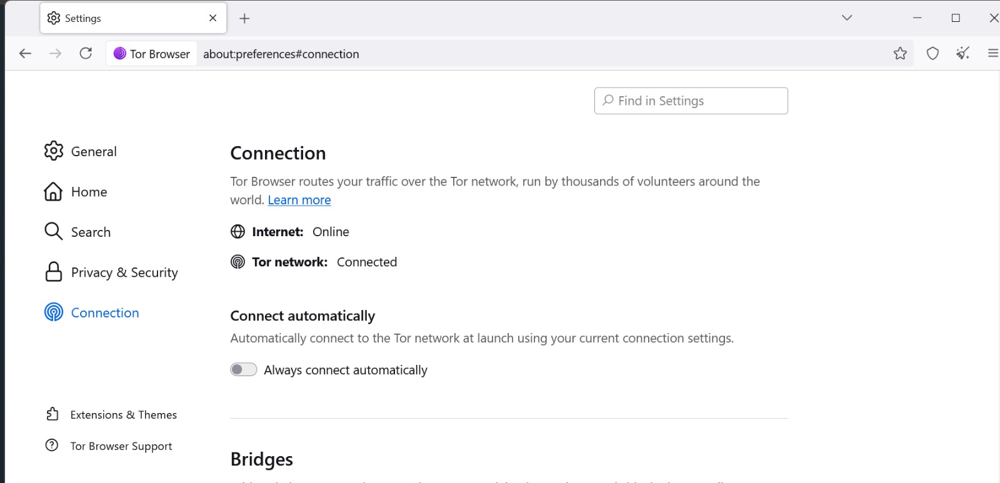 Settings
Tor Browser about:preferences#connection
Find in Settings
General
Home
Search
Privacy & Security
Connection
Extensions & Themes
Tor Browser Support
Connection
Tor Browser routes your traffic over the Tor network, run by thousands of volunteers around the
world. Learn more
Internet: Online
Tor network: Connected
Connect automatically
Automatically connect to the Tor network at launch using your current connection settings.
Always connect automatically
Bridges